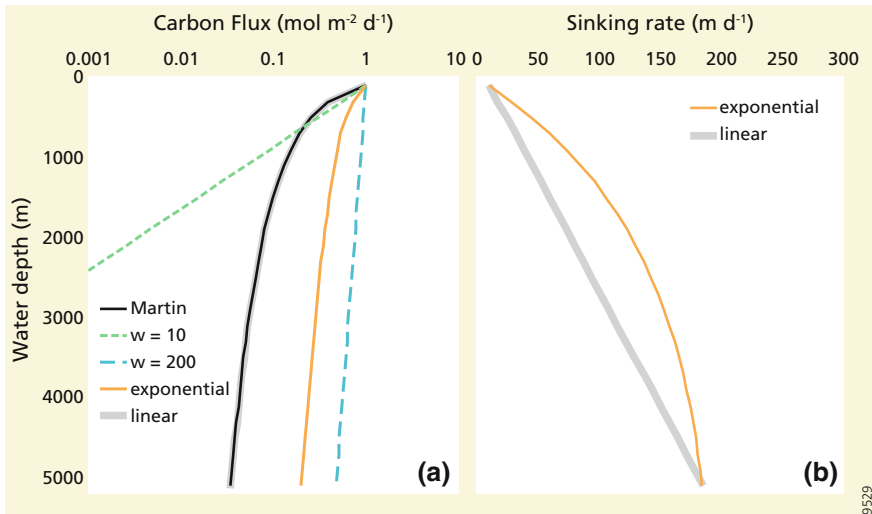 Carbon Flux (mol m⁻² d⁻¹)
0.001 0.01 0.1 1 10
Sinking rate (m d⁻¹)
0 50 100 150 200 250 300
Water depth (m)
0
1000
2000
3000
4000
5000
Martin
w = 10
w = 200
exponential
linear
(a)
exponential
linear
(b)
9529